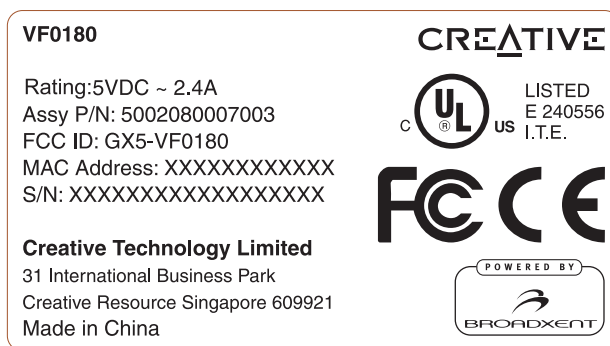 VF0180
Rating:5VDC ~ 2.4A
Assy P/N: 5002080007003
FCC ID: GX5-VF0180
MAC Address: XXXXXXXXXXXX
S/N: XXXXXXXXXXXXXXXXXX
Creative Technology Limited
31 International Business Park
Creative Resource Singapore 609921
Made in China
CREATIVE
C UL ® US
LISTED
E 240556
I.T.E.
FC CE
POWERED BY
BROADXENT